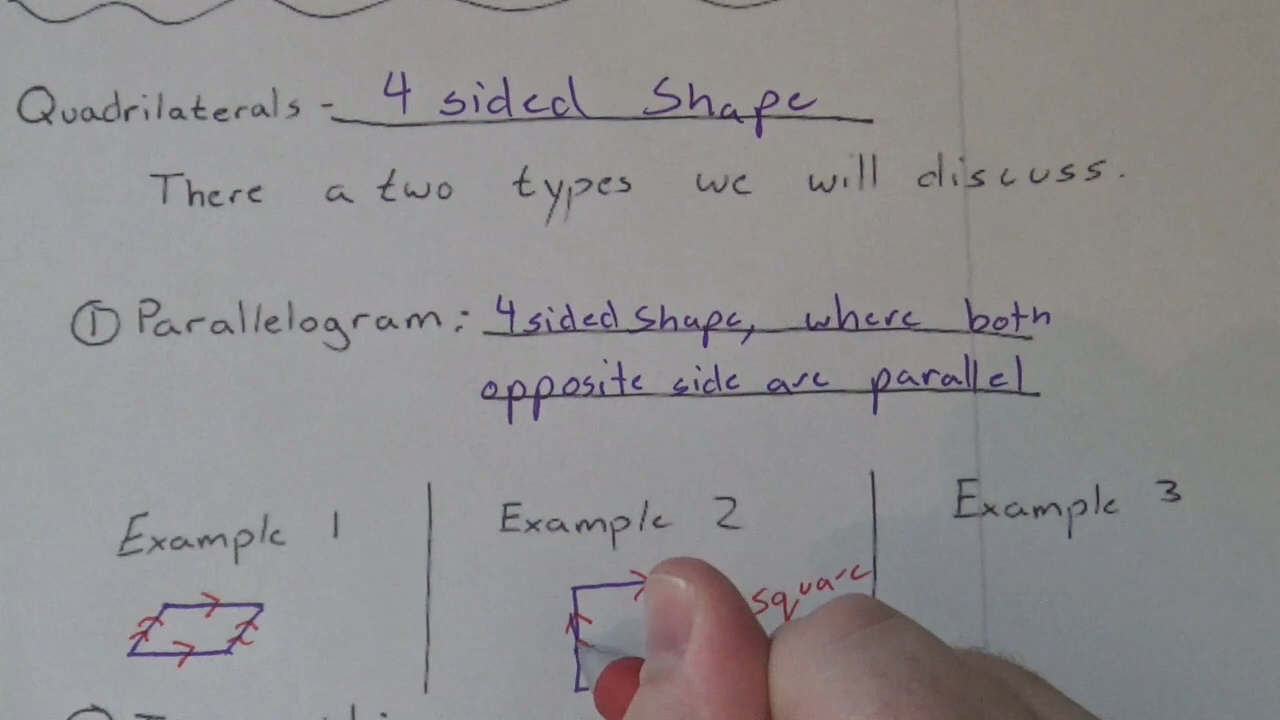 Quadrilaterals - 4 sided Shape
There a two types we will discuss.
① Parallelogram: 4 sided shape, where both
opposite side are parallel
Example 1
Example 2
Example 3
square